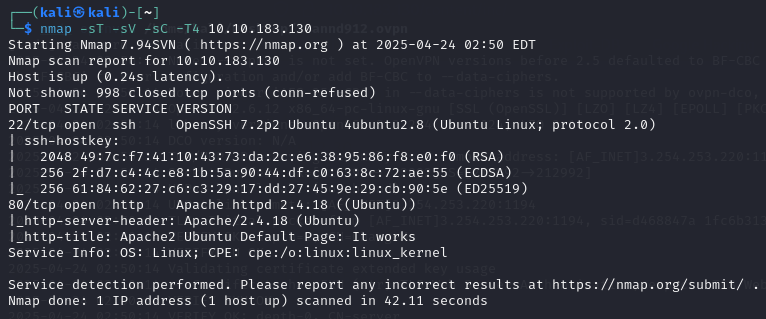 ┌──(kali㉿kali)-[~]
└─$ nmap -sT -sV -sC -T4 10.10.183.130
Starting Nmap 7.94SVN ( https://nmap.org ) at 2025-04-24 02:50 EDT
Nmap scan report for 10.10.183.130
Host is up (0.24s latency).
Not shown: 998 closed tcp ports (conn-refused)
PORT   STATE SERVICE VERSION
22/tcp open  ssh     OpenSSH 7.2p2 Ubuntu 4ubuntu2.8 (Ubuntu Linux; protocol 2.0)
| ssh-hostkey:
|   2048 49:7c:f7:41:10:43:73:da:2c:e6:38:95:86:f8:e0:f0 (RSA)
|   256 2f:d7:c4:4c:e8:1b:5a:90:44:df:c0:63:8c:72:ae:55 (ECDSA)
|_  256 61:84:62:27:c6:c3:29:17:dd:27:45:9e:29:cb:90:5e (ED25519)
80/tcp open  http    Apache httpd 2.4.18 ((Ubuntu))
|_http-server-header: Apache/2.4.18 (Ubuntu)
|_http-title: Apache2 Ubuntu Default Page: It works
Service Info: OS: Linux; CPE: cpe:/o:linux:linux_kernel

Service detection performed. Please report any incorrect results at https://nmap.org/submit/ .
Nmap done: 1 IP address (1 host up) scanned in 42.11 seconds